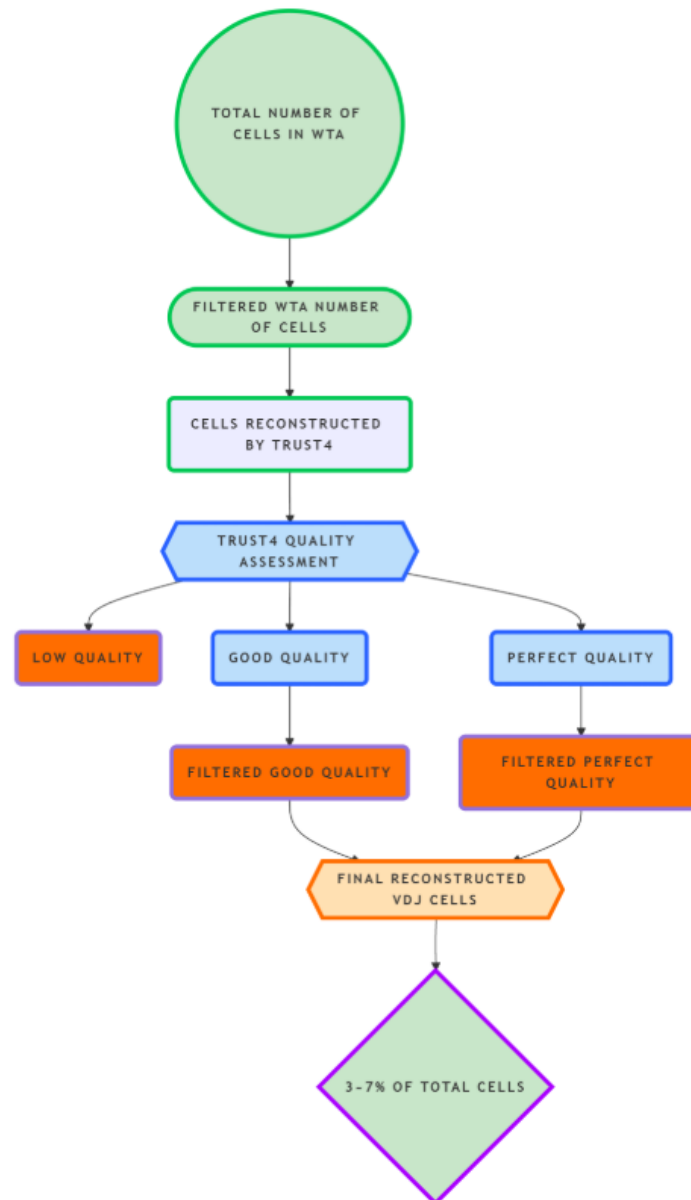 TOTAL NUMBER OF
CELLS IN WTA
FILTERED WTA NUMBER
OF CELLS
CELLS RECONSTRUCTED
BY TRUST4
TRUST4 QUALITY
ASSESSMENT
LOW QUALITY
GOOD QUALITY
PERFECT QUALITY
FILTERED GOOD QUALITY
FILTERED PERFECT
QUALITY
FINAL RECONSTRUCTED
VDJ CELLS
3-7% OF TOTAL CELLS